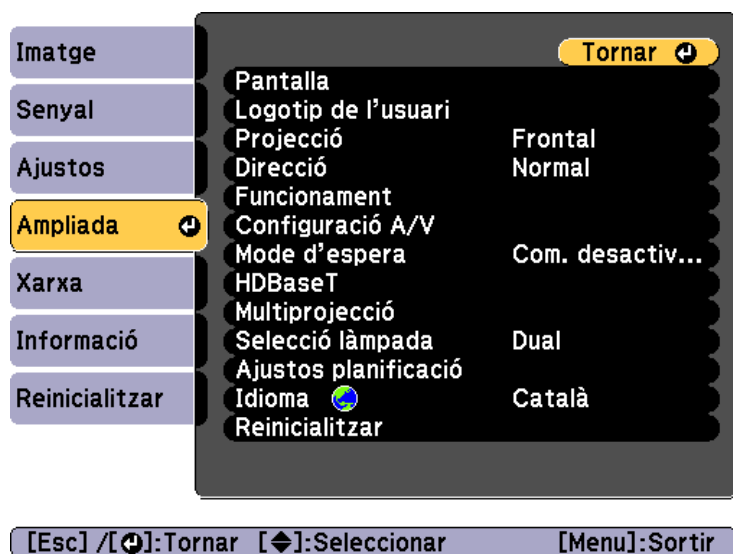 Imatge
Senyal
Ajustos
Ampliada
Xarxa
Informació
Reinicialitzar
Tornar
Pantalla
Logotip de l'usuari
Projecció Frontal
Direcció Normal
Funcionament
Configuració A/V
Mode d'espera Com. desactiv...
HDBaseT
Multiprojecció
Selecció làmpada Dual
Ajustos planificació
Idioma Català
Reinicialitzar
[Esc] /[⏎]:Tornar [◆]:Seleccionar [Menu]:Sortir